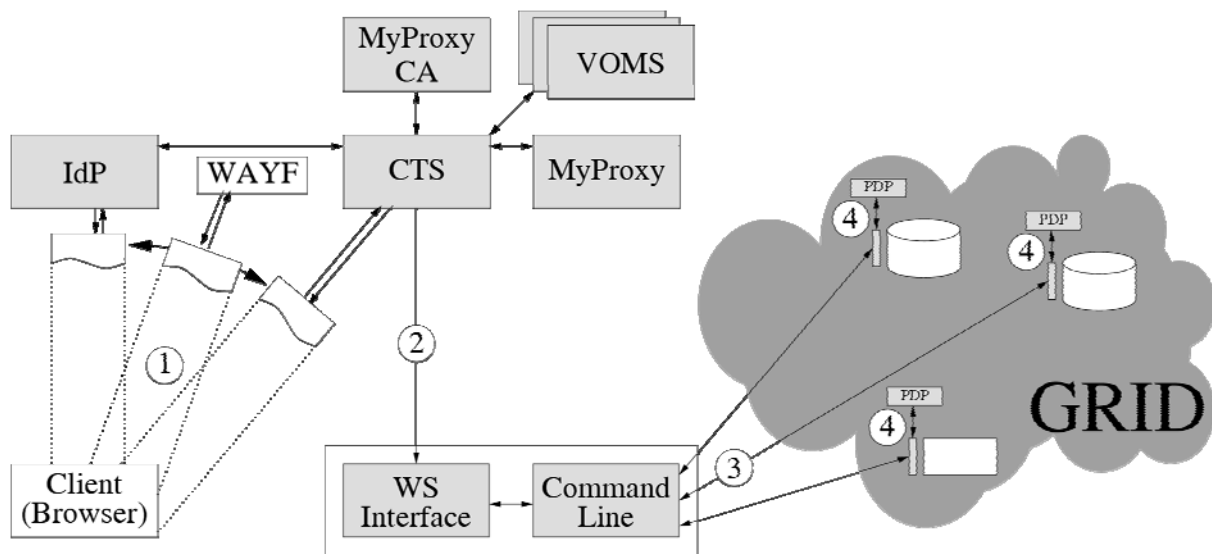 MyProxy
CA
VOMS
IdP
WAYF
CTS
MyProxy
PDP
4
PDP
4
1
2
PDP
4
GRID
3
Client
(Browser)
WS
Interface
Command
Line